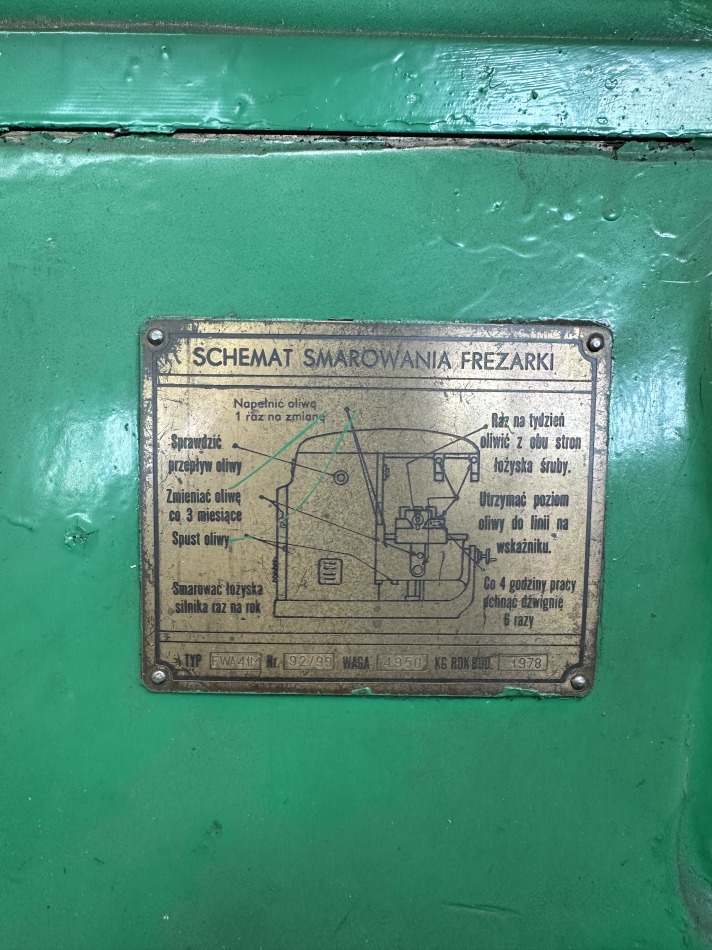 SCHEMAT SMAROWANIA FREZARKI
Napełnić oliwą
1 raz na zmianę
Sprawdzić
przepływ oliwy
Zmieniać oliwę
co 3 miesiące
Spust oliwy
Smarować łożyska
silnika raz na rok
Raz na tydzień
oliwić z obu stron
łożyska śruby.
Utrzymać poziom
oliwy do linii na
wskaźniku.
Co 4 godziny pracy
pchnąć dźwignię
6 razy
TYP FWA41M Nr. 92/99 WAGA 4950 KG ROK BUD. 1978